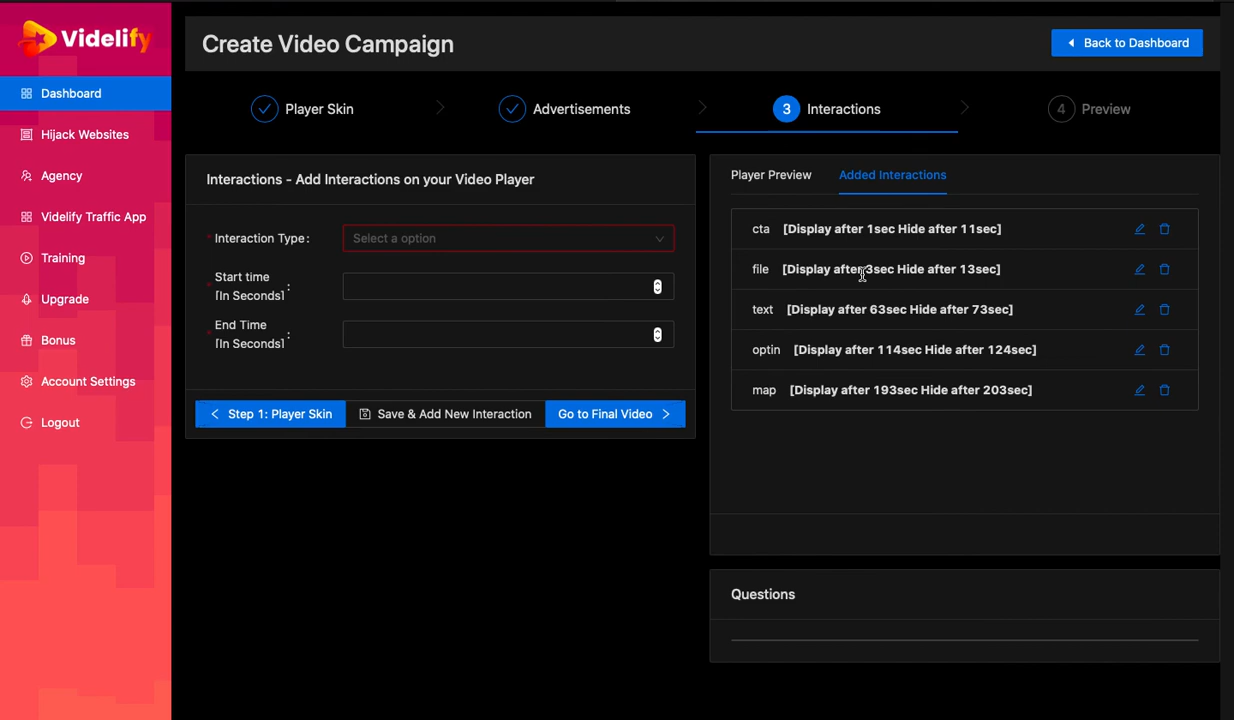 Videlify
Dashboard
Hijack Websites
Agency
Videlify Traffic App
Training
Upgrade
Bonus
Account Settings
Logout
Create Video Campaign
Back to Dashboard
Player Skin
Advertisements
3 Interactions
4 Preview
Interactions - Add Interactions on your Video Player
* Interaction Type: Select a option
* Start time
[In Seconds] :
* End Time
[In Seconds] :
Step 1: Player Skin
Save & Add New Interaction
Go to Final Video
Player Preview
Added Interactions
cta [Display after 1sec Hide after 11sec]
file [Display after 3sec Hide after 13sec]
text [Display after 63sec Hide after 73sec]
optin [Display after 114sec Hide after 124sec]
map [Display after 193sec Hide after 203sec]
Questions